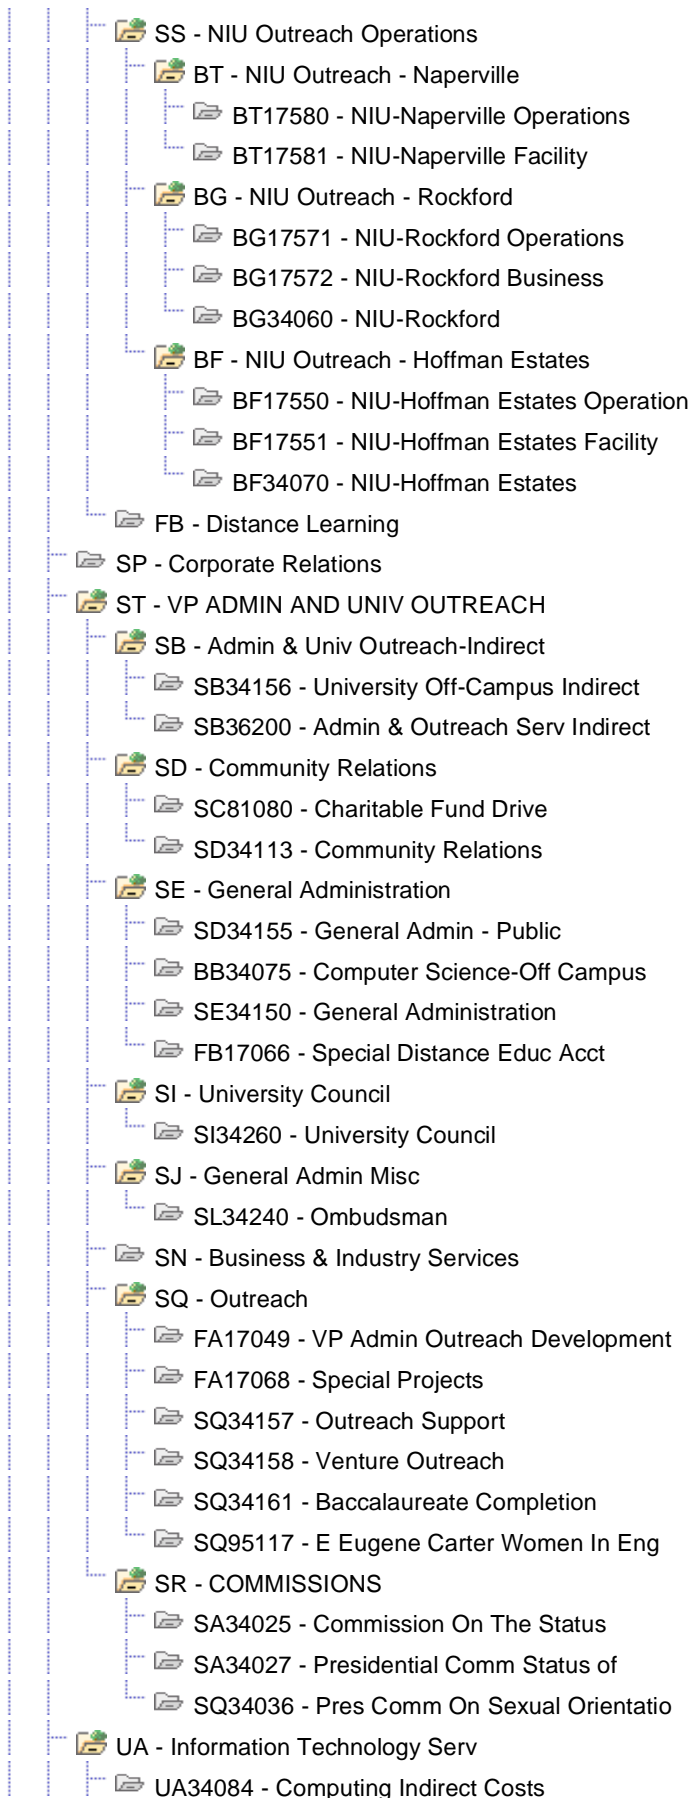 SS - NIU Outreach Operations
BT - NIU Outreach - Naperville
BT17580 - NIU-Naperville Operations
BT17581 - NIU-Naperville Facility
BG - NIU Outreach - Rockford
BG17571 - NIU-Rockford Operations
BG17572 - NIU-Rockford Business
BG34060 - NIU-Rockford
BF - NIU Outreach - Hoffman Estates
BF17550 - NIU-Hoffman Estates Operation
BF17551 - NIU-Hoffman Estates Facility
BF34070 - NIU-Hoffman Estates
FB - Distance Learning
SP - Corporate Relations
ST - VP ADMIN AND UNIV OUTREACH
SB - Admin & Univ Outreach-Indirect
SB34156 - University Off-Campus Indirect
SB36200 - Admin & Outreach Serv Indirect
SD - Community Relations
SC81080 - Charitable Fund Drive
SD34113 - Community Relations
SE - General Administration
SD34155 - General Admin - Public
BB34075 - Computer Science-Off Campus
SE34150 - General Administration
FB17066 - Special Distance Educ Acct
SI - University Council
SI34260 - University Council
SJ - General Admin Misc
SL34240 - Ombudsman
SN - Business & Industry Services
SQ - Outreach
FA17049 - VP Admin Outreach Development
FA17068 - Special Projects
SQ34157 - Outreach Support
SQ34158 - Venture Outreach
SQ34161 - Baccalaureate Completion
SQ95117 - E Eugene Carter Women In Eng
SR - COMMISSIONS
SA34025 - Commission On The Status
SA34027 - Presidential Comm Status of
SQ34036 - Pres Comm On Sexual Orientatio
UA - Information Technology Serv
UA34084 - Computing Indirect Costs